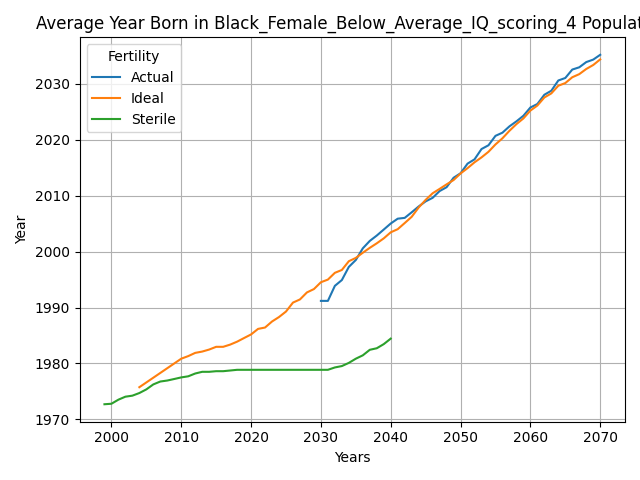 Average Year Born in Black_Female_Below_Average_IQ_scoring_4 Populat
Fertility
Actual
Ideal
Sterile
Year
2030
2020
2010
2000
1990
1980
1970
2000 2010 2020 2030 2040 2050 2060 2070
Years